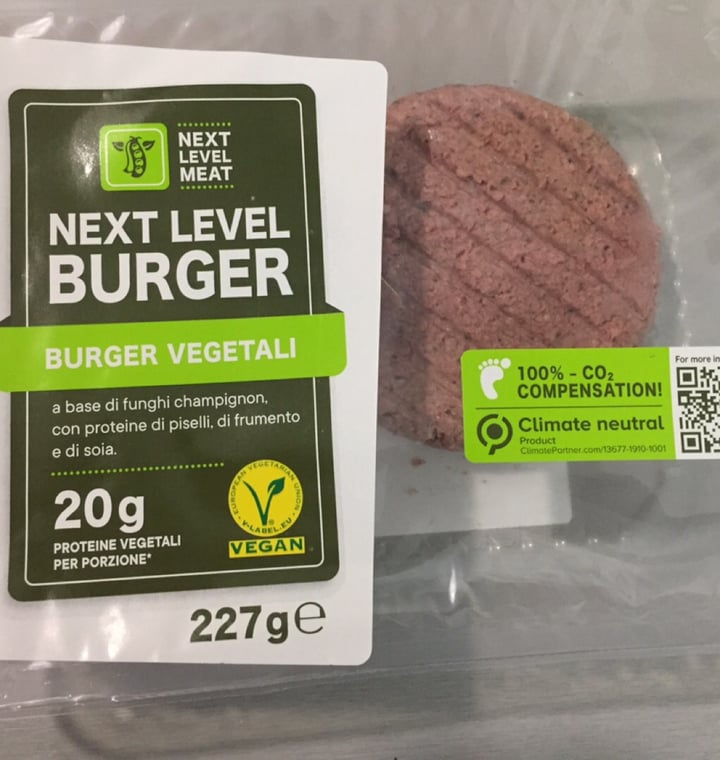 NEXT
LEVEL
MEAT
NEXT LEVEL
BURGER
BURGER VEGETALI
a base di funghi champignon,
con proteine di piselli, di frumento
e di soia.
20g
PROTEINE VEGETALI
PER PORZIONE*
EUROPEAN VEGETARIAN UNION
V-LABEL.EU
VEGAN
227g℮
For more in
100% - CO₂
COMPENSATION!
Climate neutral
Product
ClimatePartner.com/13677-1910-1001